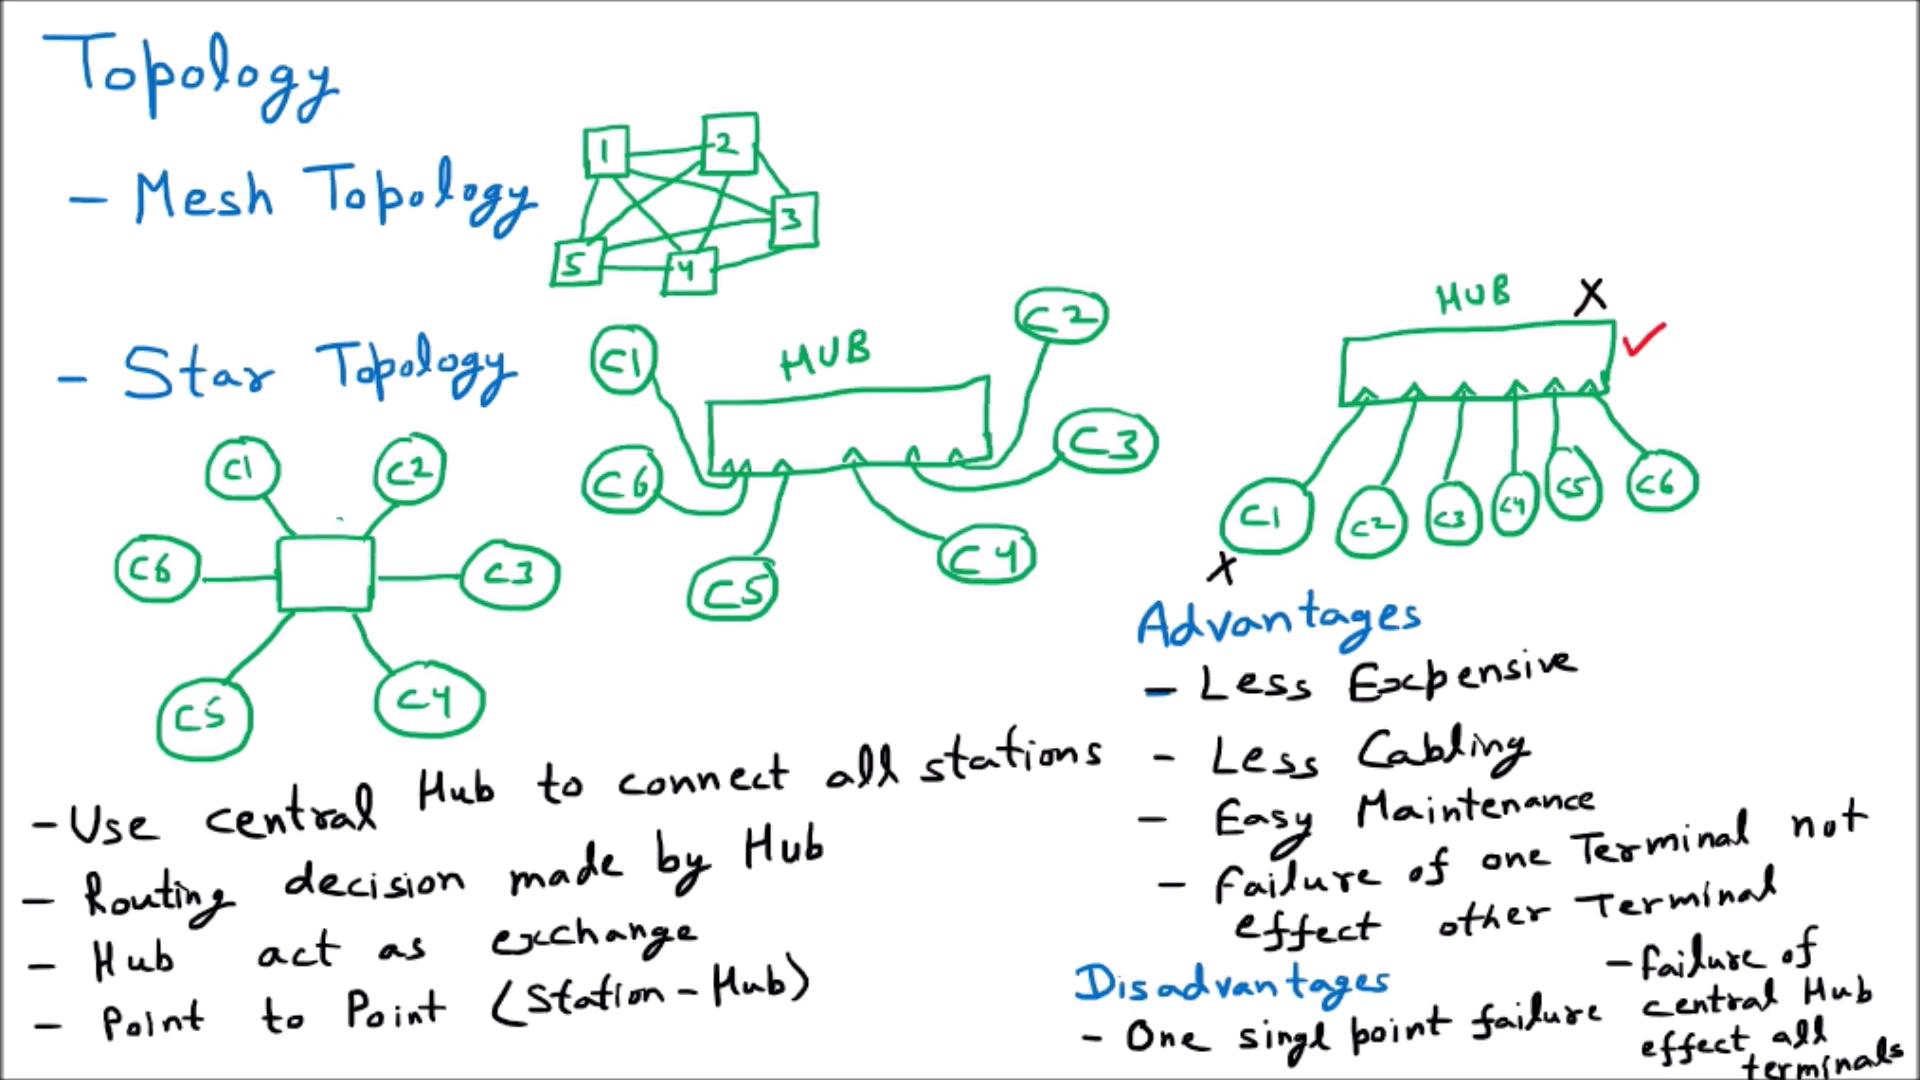 Topology
- Mesh Topology
1
2
3
4
5
- Star Topology
C1
C2
C3
C4
C5
C6
HUB
C1
C2
C3
C4
C5
C6
HUB X
C1
C2
C3
C4
C5
C6
X
- Use central Hub to connect all stations
- Routing decision made by Hub
- Hub act as exchange
- Point to Point (Station - Hub)
Advantages
- Less Expensive
- Less Cabling
- Easy Maintenance
- Failure of one Terminal not
effect other Terminal
Disadvantages
- One singl point failure
- failure of
central Hub
effect all
terminals